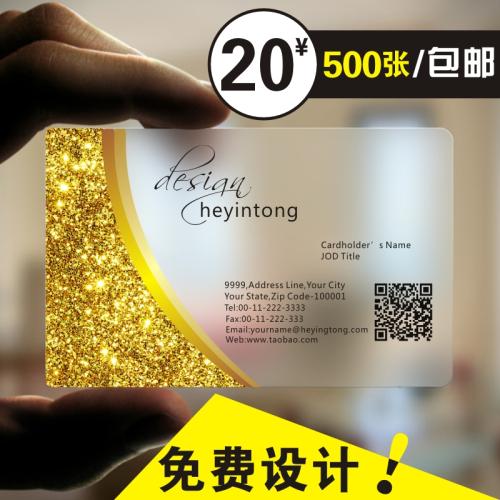 20¥ 500张/包邮
design
heyintong
Cardholder's Name
JOD Title
9999,Address Line,Your City
Your State,Zip Code-100001
Tel:00-11-222-3333
Fax:00-11-222-333
Email:yourname@heyingtong.com
Web:www.taobao.com
免费设计!